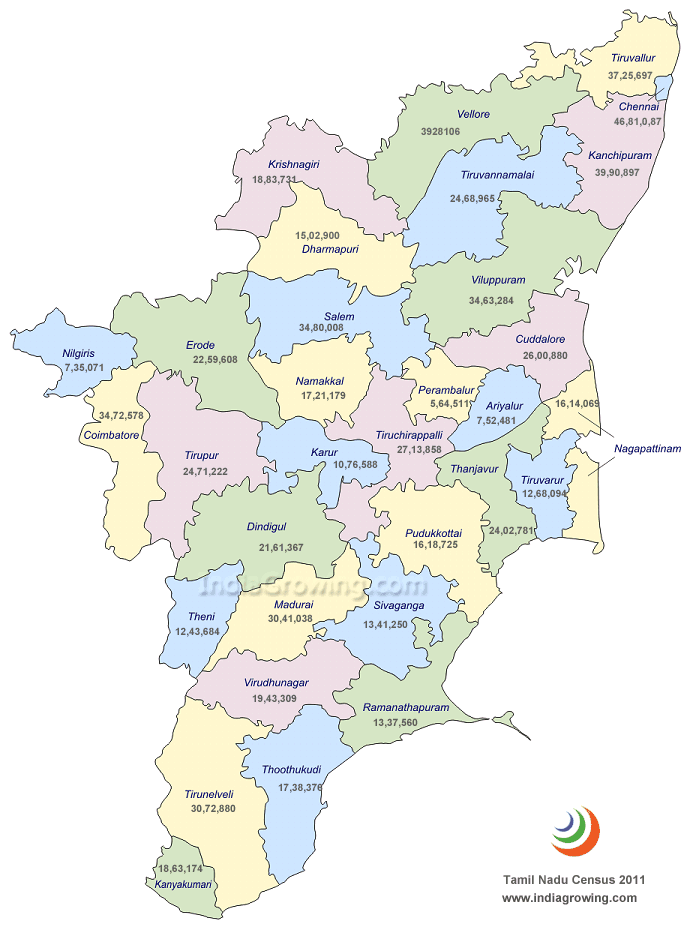 Tiruvallur
37,25,697
Chennai
46,81,0,87
Vellore
3928106
Kanchipuram
39,90,897
Krishnagiri
18,83,731
Tiruvannamalai
24,68,965
15,02,900
Dharmapuri
Viluppuram
34,63,284
Salem
34,80,008
Cuddalore
26,00,880
Erode
22,59,608
Nilgiris
7,35,071
Namakkal
17,21,179
Perambalur
5,64,511
Ariyalur
7,52,481
16,14,069
34,72,578
Coimbatore
Tiruchirappalli
27,13,858
Nagapattinam
Tirupur
24,71,222
Karur
10,76,588
Thanjavur
24,02,781
Tiruvarur
12,68,094
Dindigul
21,61,367
Pudukkottai
16,18,725
IndiaGrowing.com
Theni
12,43,684
Madurai
30,41,038
Sivaganga
13,41,250
Virudhunagar
19,43,309
Ramanathapuram
13,37,560
Thoothukudi
17,38,376
Tirunelveli
30,72,880
18,63,174
Kanyakumari
Tamil Nadu Census 2011
www.indiagrowing.com